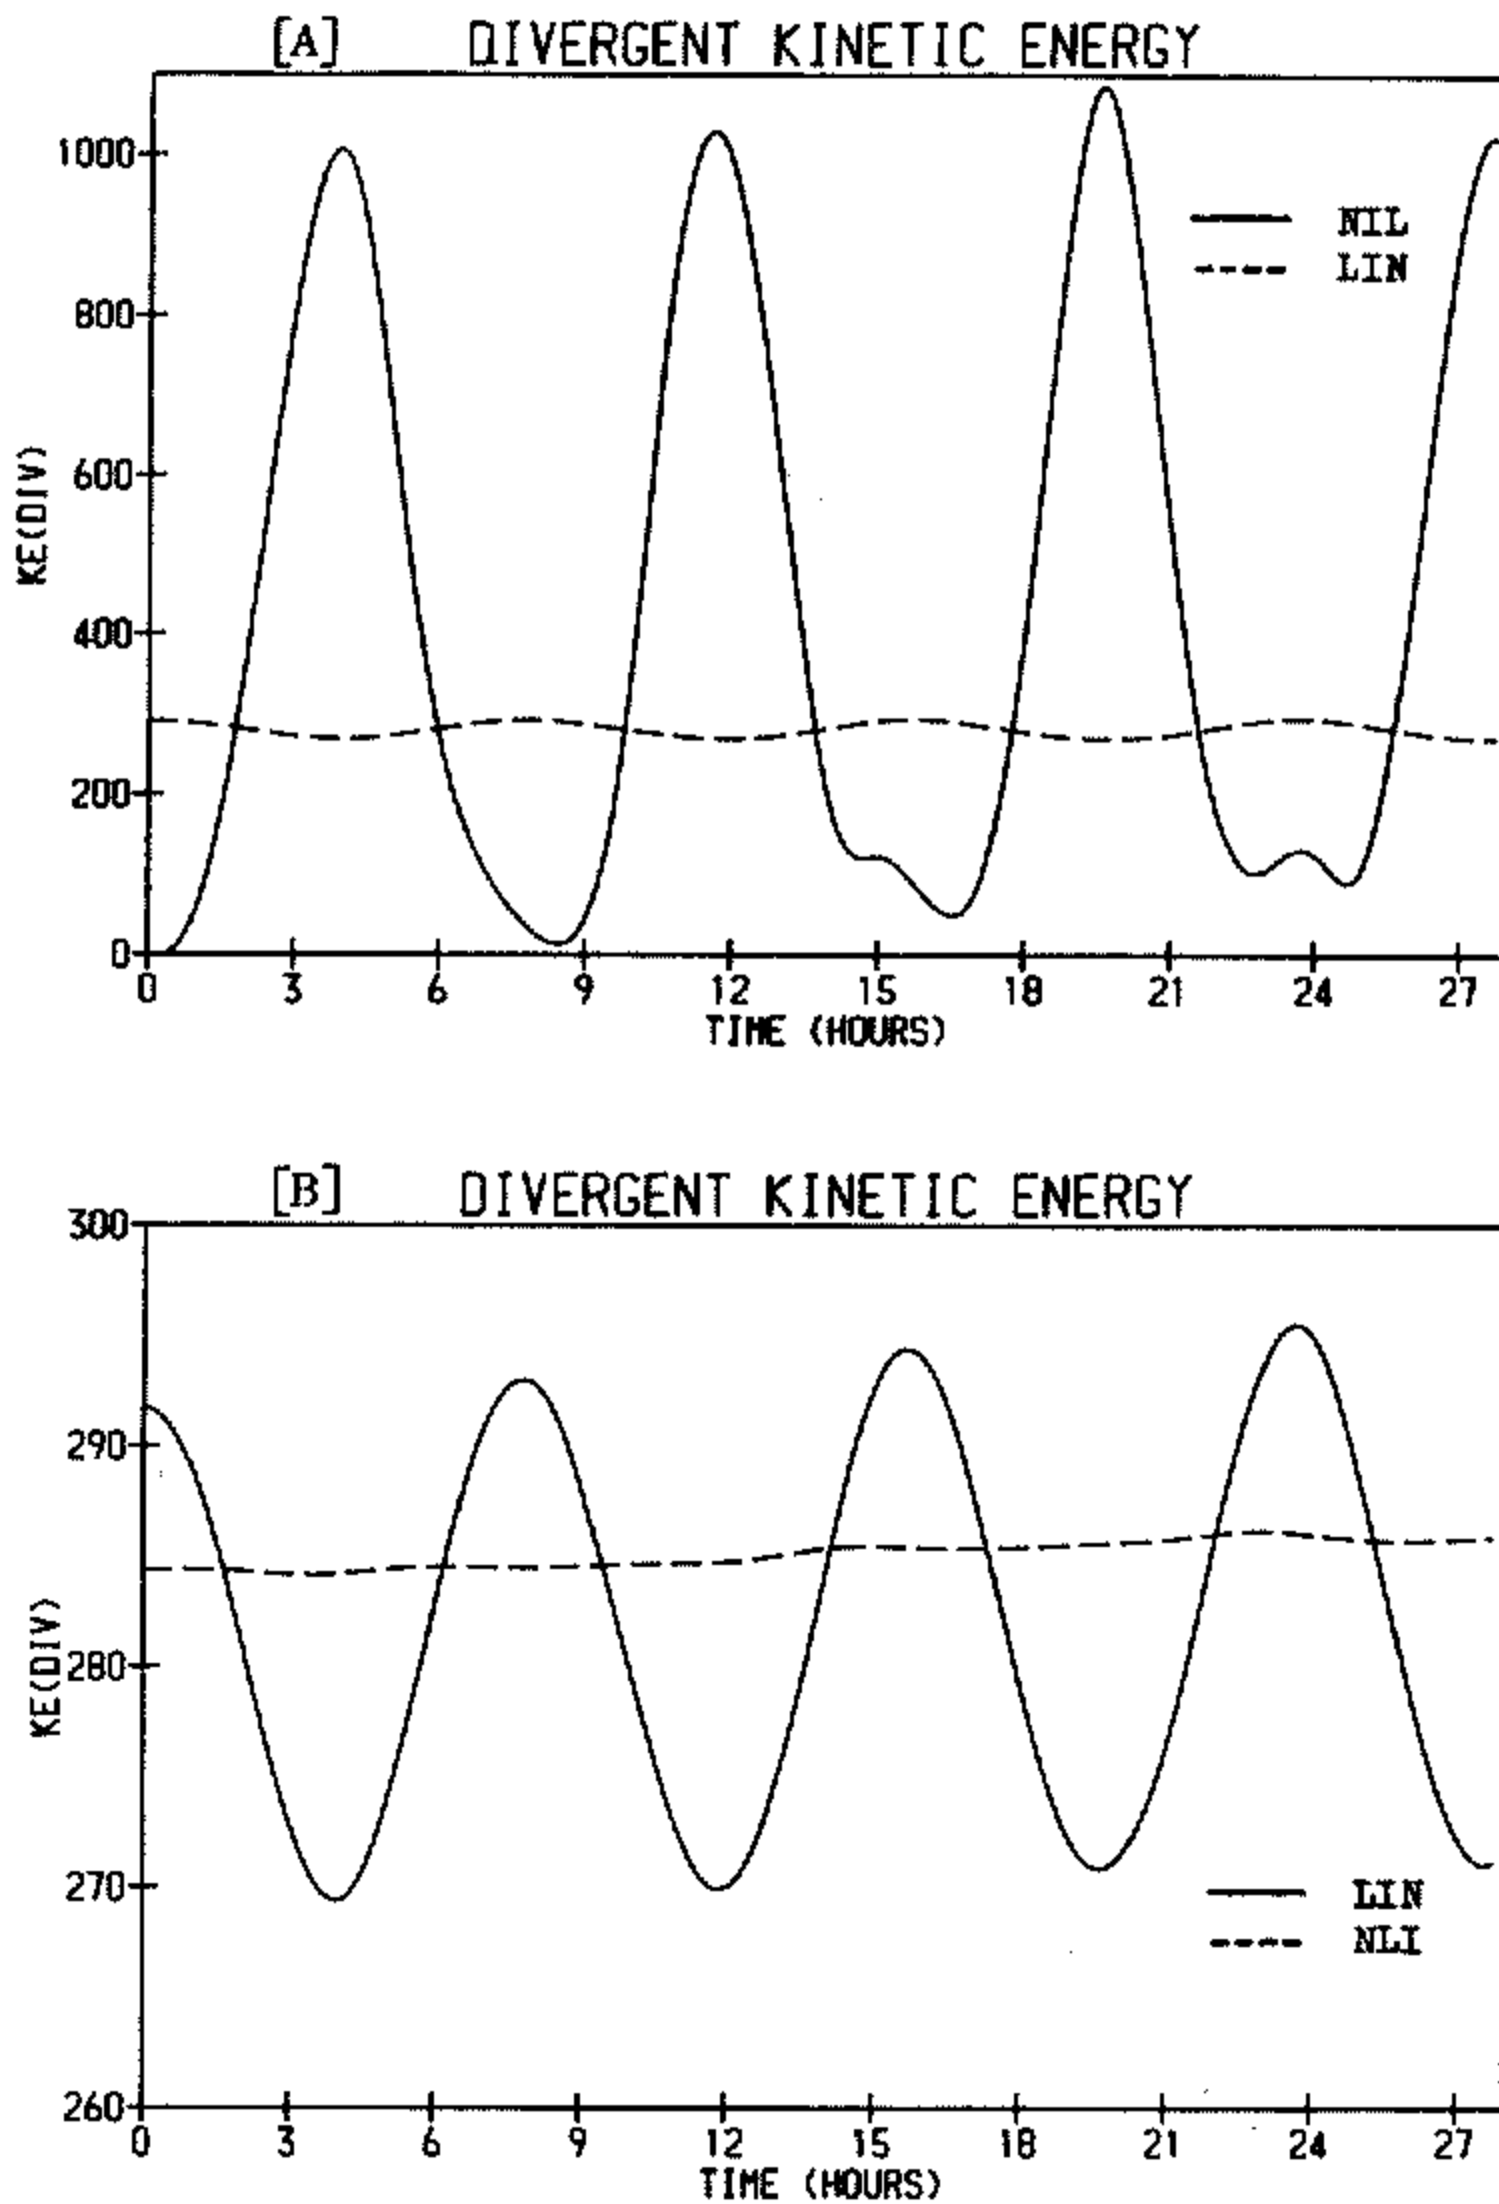 [A] DIVERGENT KINETIC ENERGY
1000
800
600
400
200
0
KE(DIV)
NIL
LIN
0 3 6 9 12 15 18 21 24 27
TIME (HOURS)
[B] DIVERGENT KINETIC ENERGY
300
290
280
270
260
KE(DIV)
LIN
NLI
0 3 6 9 12 15 18 21 24 27
TIME (HOURS)